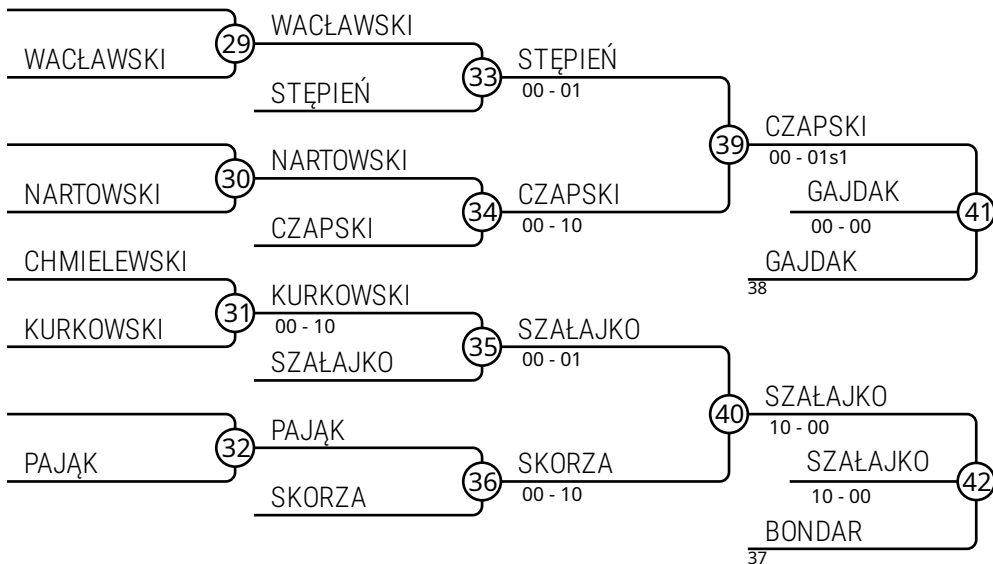 WACŁAWSKI
29
WACŁAWSKI
STĘPIEŃ
33
STĘPIEŃ
00 - 01
NARTOWSKI
30
NARTOWSKI
CZAPSKI
34
CZAPSKI
00 - 10
39
CZAPSKI
00 - 01s1
GAJDAK
00 - 00
41
GAJDAK
38
CHMIELEWSKI
KURKOWSKI
31
KURKOWSKI
00 - 10
SZAŁAJKO
35
SZAŁAJKO
00 - 01
PAJĄK
32
PAJĄK
SKORZA
36
SKORZA
00 - 10
40
SZAŁAJKO
10 - 00
SZAŁAJKO
10 - 00
42
BONDAR
37